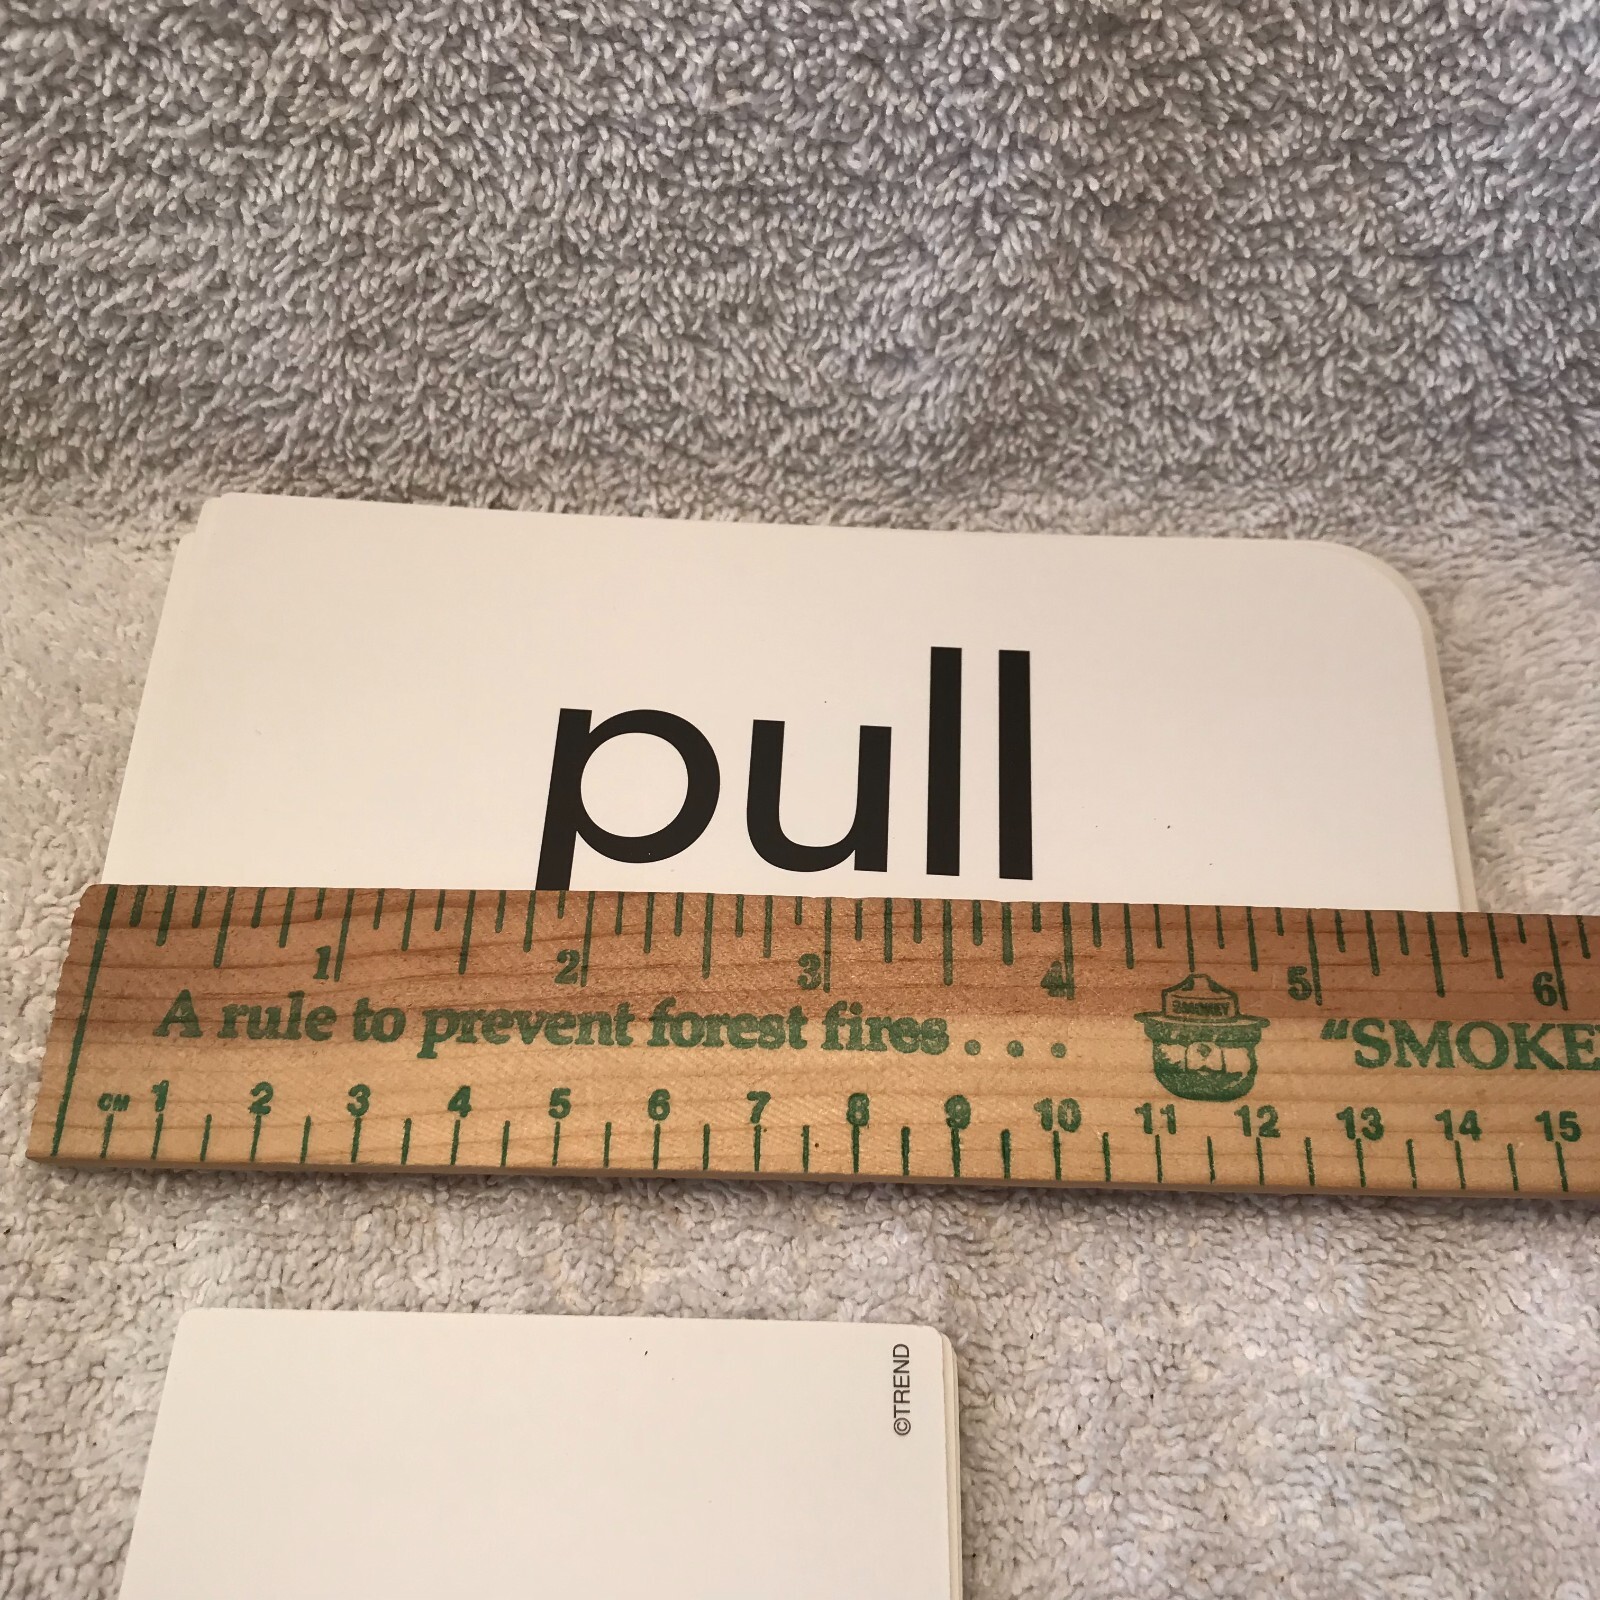 pull
1 2 3 4 5 6
A rule to prevent forest fires... "SMOKE
CM 1 2 3 4 5 6 7 8 9 10 11 12 13 14 15
©TREND